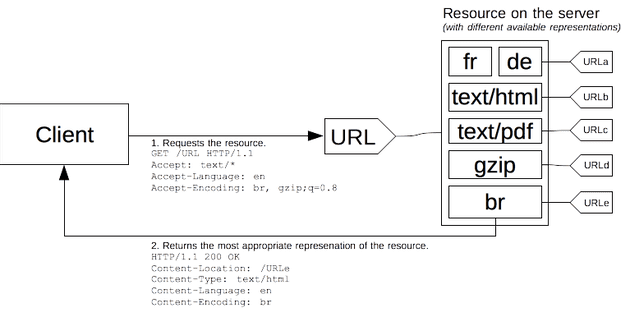 Resource on the server
(with different available representations)
fr de URLa
text/html URLb
Client
URL
text/pdf URLc
1. Requests the resource.
GET /URL HTTP/1.1
Accept: text/*
Accept-Language: en
Accept-Encoding: br, gzip;q=0.8
gzip URLd
br URLe
2. Returns the most appropriate represenation of the resource.
HTTP/1.1 200 OK
Content-Location: /URLe
Content-Type: text/html
Content-Language: en
Content-Encoding: br